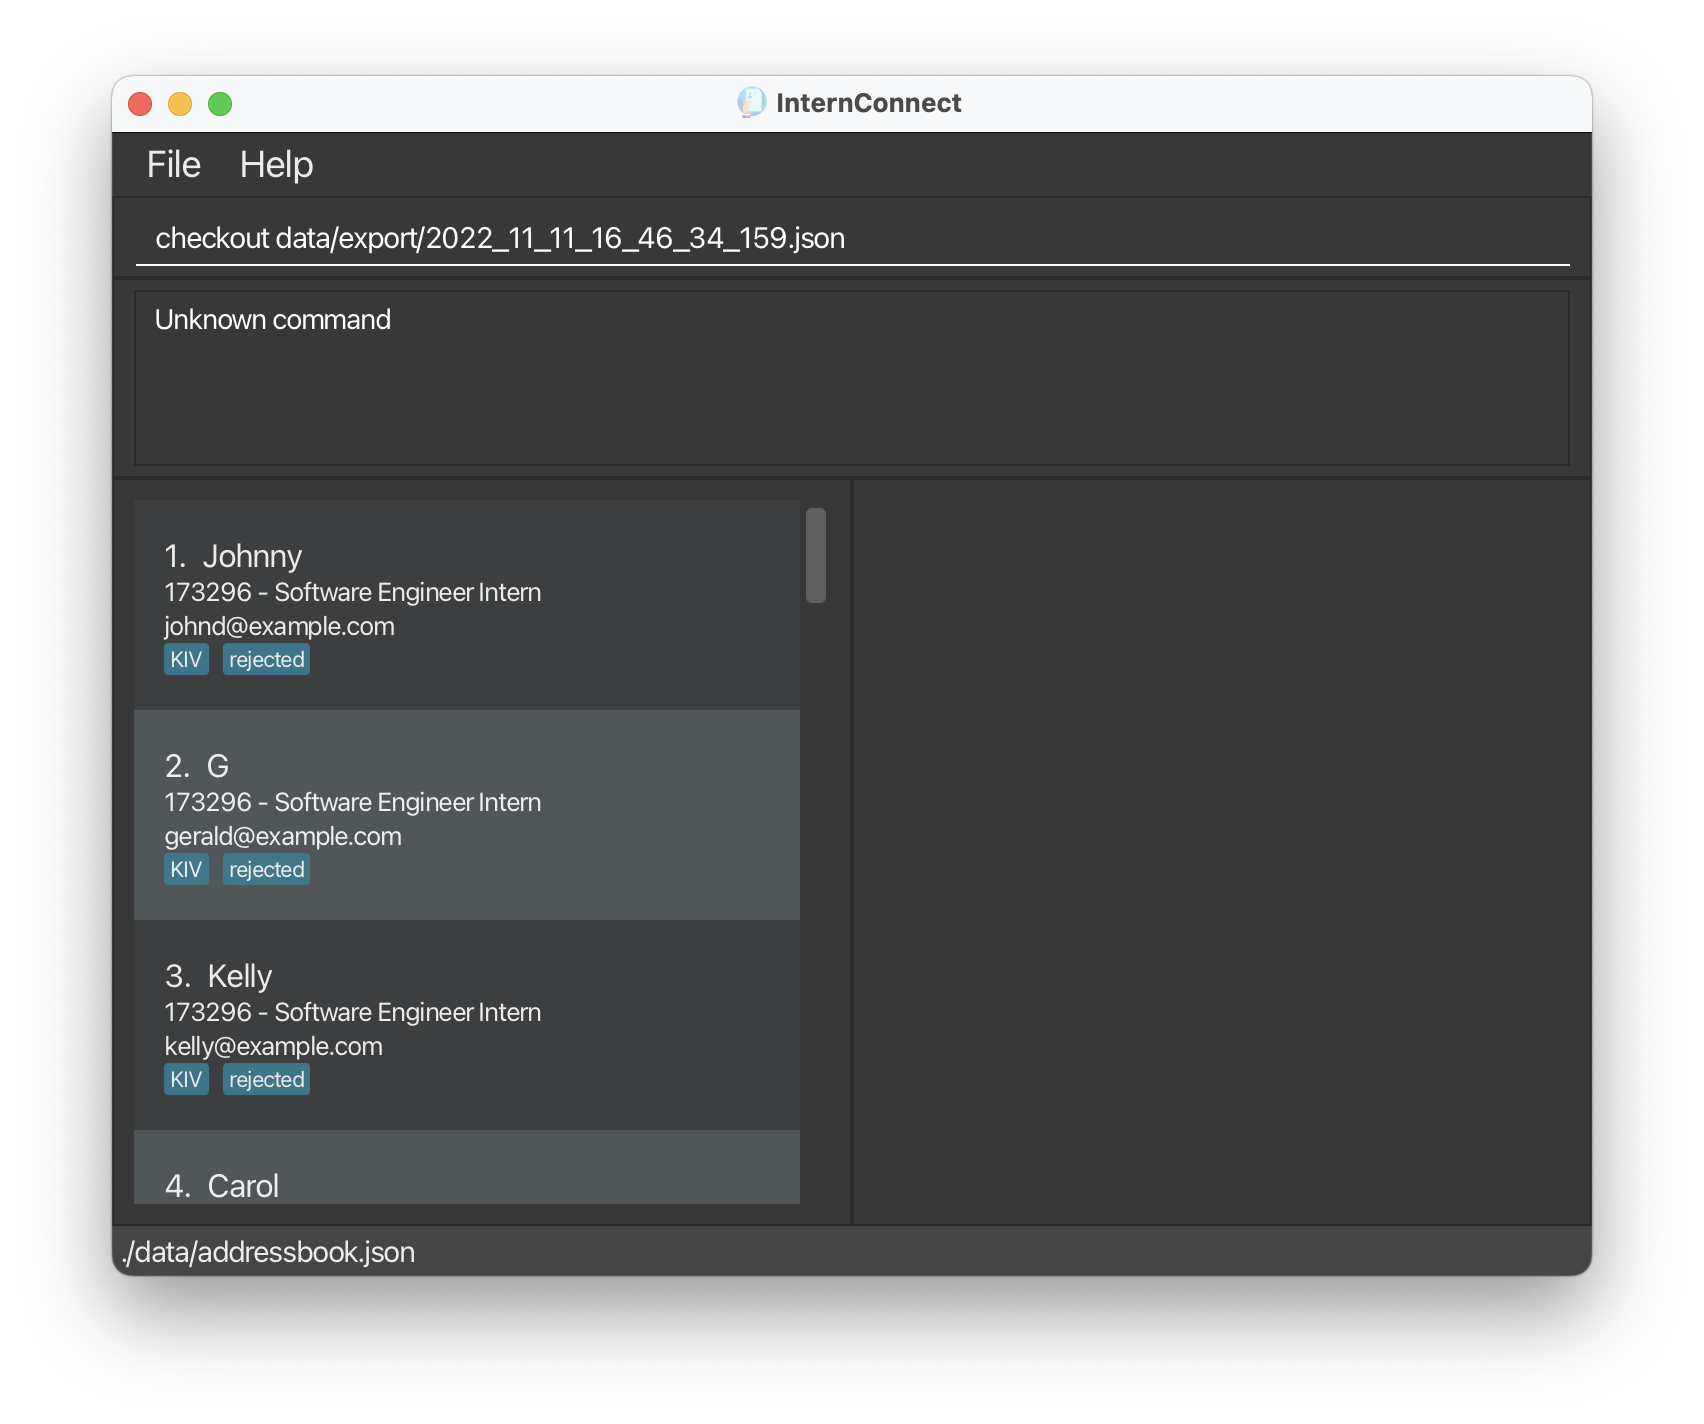 InternConnect
File Help
checkout data/export/2022_11_11_16_46_34_159.json
Unknown command
1. Johnny
173296 - Software Engineer Intern
johnd@example.com
KIV rejected
2. G
173296 - Software Engineer Intern
gerald@example.com
KIV rejected
3. Kelly
173296 - Software Engineer Intern
kelly@example.com
KIV rejected
4. Carol
./data/addressbook.json